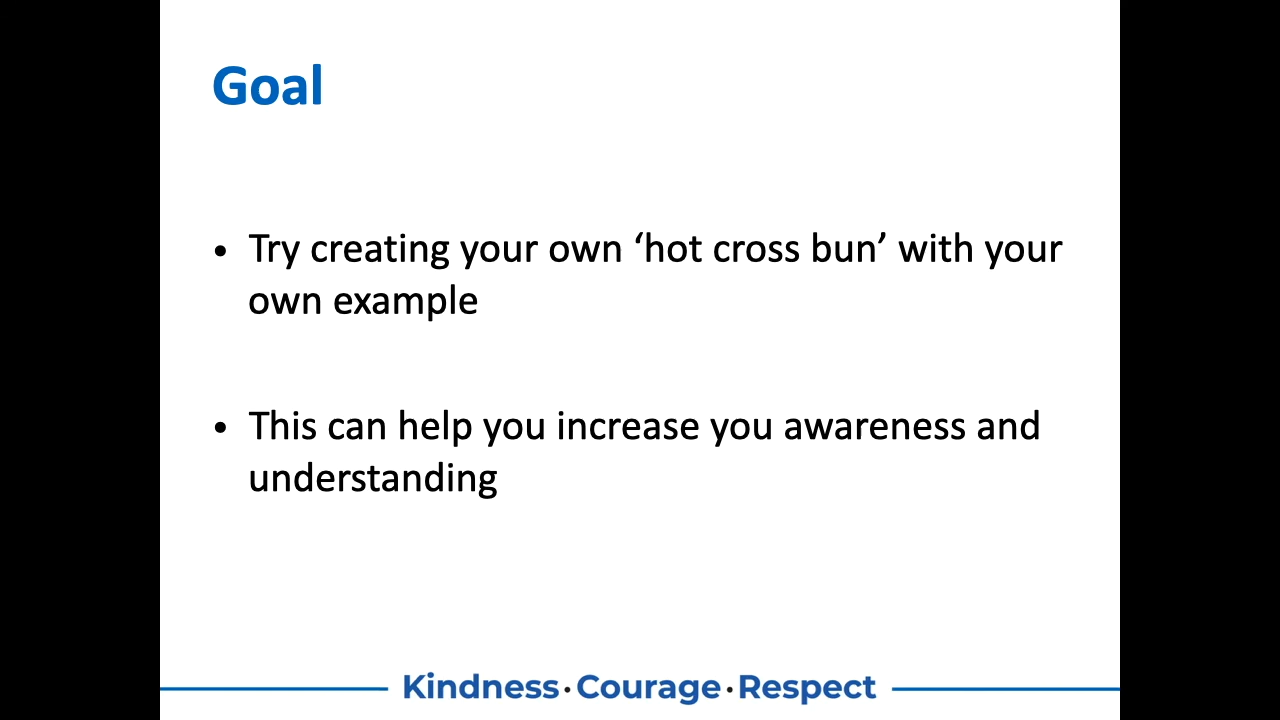 Goal
• Try creating your own ‘hot cross bun’ with your
own example
• This can help you increase you awareness and
understanding
Kindness · Courage · Respect